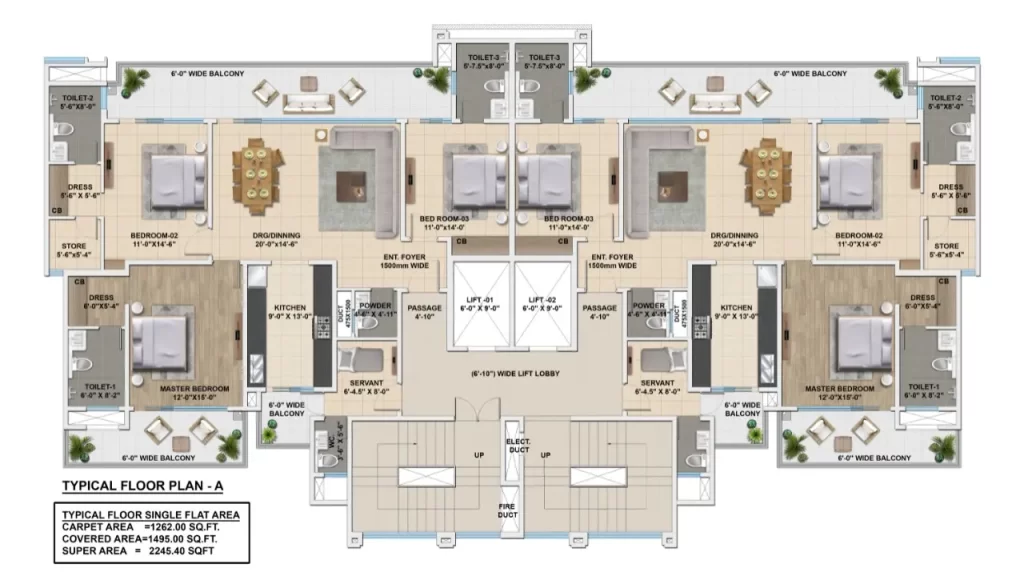 TOILET-3
5'-7.5"x8'-0"
TOILET-3
5'-7.5"x8'-0"
6'-0" WIDE BALCONY
6'-0" WIDE BALCONY
TOILET-2
5'-6"X8'-0"
TOILET-2
5'-6"X8'-0"
DRESS
5'-6" X 5'-6"
CB
DRESS
5'-6" X 5'-6"
CB
BEDROOM-02
11'-0"X14'-6"
DRG/DINNING
20'-0"x14'-6"
BED ROOM-03
11'-0"x14'-0'
CB
BED ROOM-03
11'-0"x14'-0'
CB
DRG/DINNING
20'-0"x14'-6"
BEDROOM-02
11'-0"X14'-6"
STORE
5'-6"x5'-4"
STORE
5'-6"x5'-4"
ENT. FOYER
1500mm WIDE
ENT. FOYER
1500mm WIDE
CB
DRESS
6'-0"X5'-4"
CB
DRESS
6'-0"X5'-4"
KITCHEN
9'-0" X 13'-0"
DUCT
475X1500
POWDER
4'-6" X 4'-11"
PASSAGE
4'-10"
LIFT -01
6'-0" X 9'-0"
LIFT -02
6'-0" X 9'-0"
PASSAGE
4'-10"
POWDER
4'-6" X 4'-11"
DUCT
475X1500
KITCHEN
9'-0" X 13'-0"
(6'-10") WIDE LIFT LOBBY
TOILET-1
6'-0" X 8'-2"
MASTER BEDROOM
12'-0"X15'-0"
SERVANT
6'-4.5" X 8'-0"
SERVANT
6'-4.5" X 8'-0"
MASTER BEDROOM
12'-0"X15'-0"
TOILET-1
6'-0" X 8'-2"
6'-0" WIDE
BALCONY
6'-0" WIDE
BALCONY
WC
3'-6" X 5'-6"
6'-0" WIDE BALCONY
UP
ELECT.
DUCT
UP
6'-0" WIDE BALCONY
FIRE
DUCT
TYPICAL FLOOR PLAN - A
TYPICAL FLOOR SINGLE FLAT AREA
CARPET AREA =1262.00 SQ.FT.
COVERED AREA=1495.00 SQ.FT.
SUPER AREA = 2245.40 SQFT